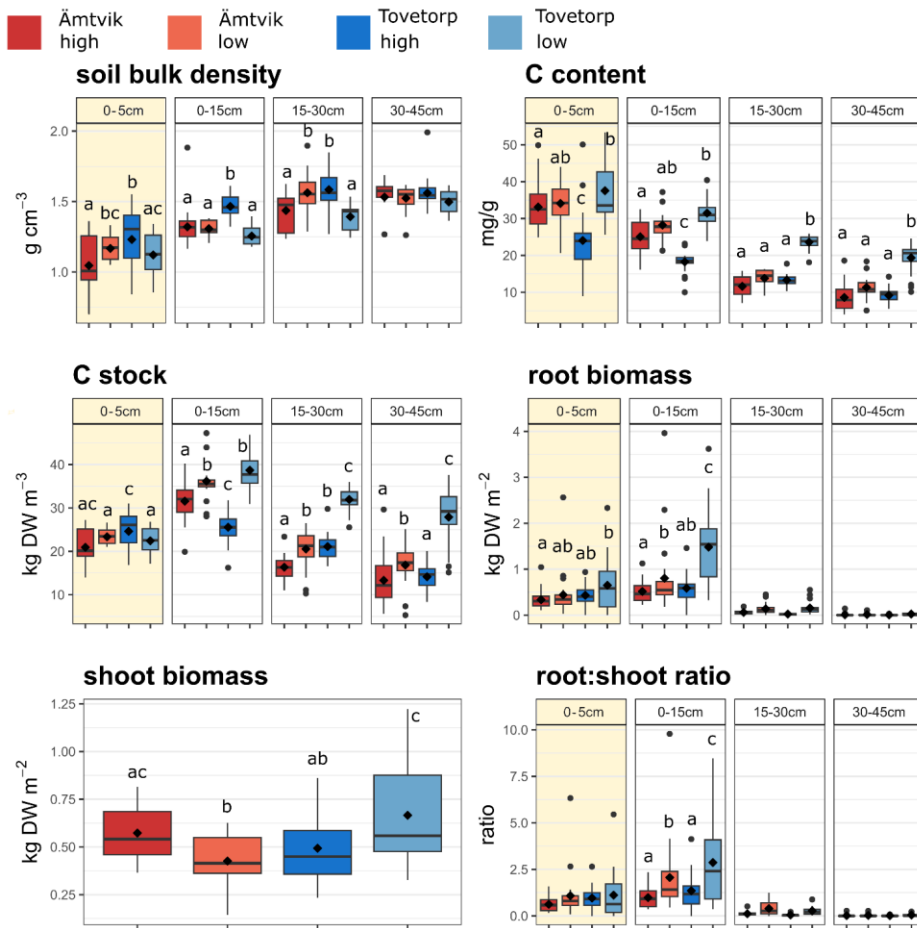 Ämtvik high
Ämtvik low
Tovetorp high
Tovetorp low
soil bulk density
0-5cm 0-15cm 15-30cm 30-45cm
g cm⁻³
2.0
1.5
1.0
a bc b ac
a a b a
a b b a
C content
0-5cm 0-15cm 15-30cm 30-45cm
mg/g
50
40
30
20
10
a ab c b
a ab c b
a a a b
a a a b
C stock
0-5cm 0-15cm 15-30cm 30-45cm
kg DW m⁻³
40
30
20
10
ac a c a
a b c b
a b b c
a b a c
root biomass
0-5cm 0-15cm 15-30cm 30-45cm
kg DW m⁻²
4
3
2
1
0
a ab ab b
a b ab c
shoot biomass
kg DW m⁻²
1.25
1.00
0.75
0.50
0.25
ac b ab c
root:shoot ratio
0-5cm 0-15cm 15-30cm 30-45cm
ratio
10.0
7.5
5.0
2.5
0.0
a b a c